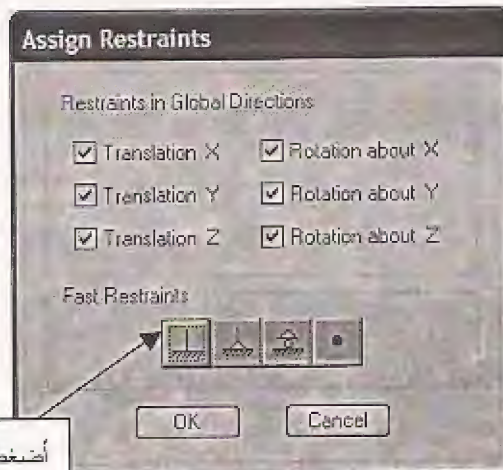 Assign Restraints
Restraints in Global Directions
Translation X Rotation about X
Translation Y Rotation about Y
Translation Z Rotation about Z
Fast Restraints
OK Cancel